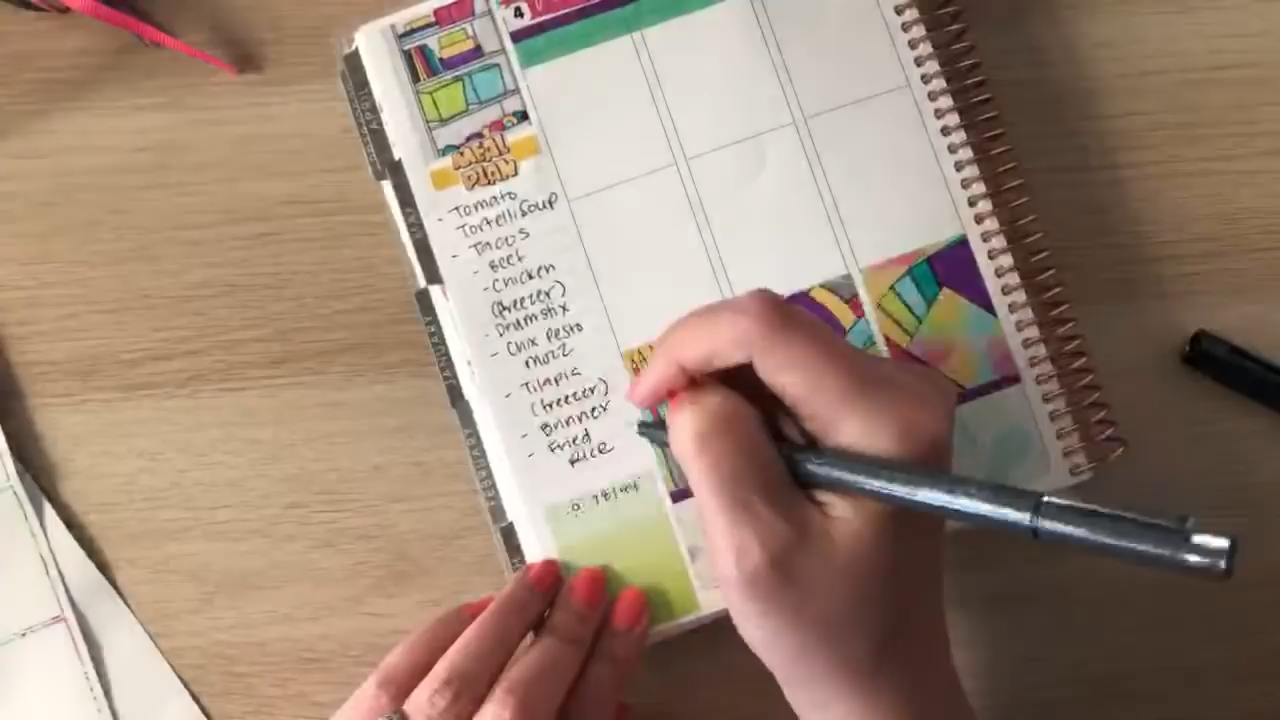 4
MEAL
PLAN
- Tomato
Tortelli Soup
- Tacos
- Beef
- Chicken
(freezer)
- Drumstix
- Chix Pesto
Mozz
- Tilapia
(freezer)
- Brinner
- Fried
Rice
APRIL
MAY
JANUARY
FEBRUARY